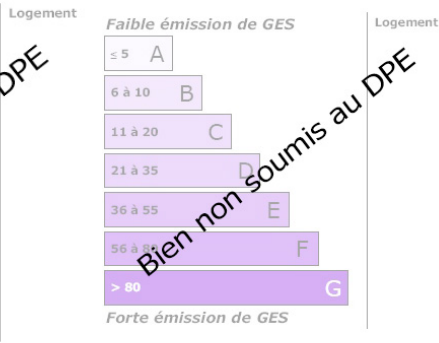 Logement
Faible émission de GES
Logement
DPE
≤ 5 A
6 à 10 B
11 à 20 C
21 à 35 D
36 à 55 E
56 à 80 F
> 80 G
Bien non soumis au DPE
Forte émission de GES